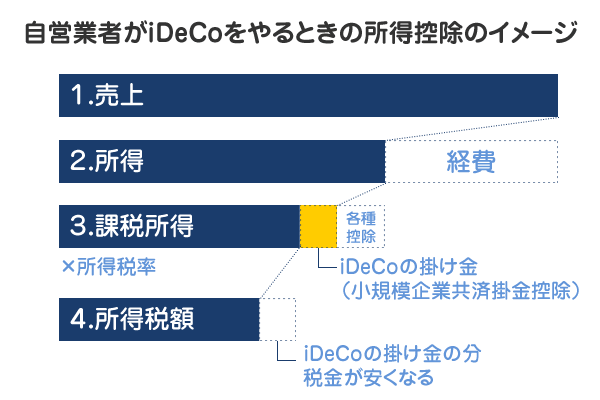 自営業者がiDeCoをやるときの所得控除のイメージ
1.売上
2.所得
経費
3.課税所得
各種
控除
×所得税率
iDeCoの掛け金
(小規模企業共済掛金控除)
4.所得税額
iDeCoの掛け金の分
税金が安くなる